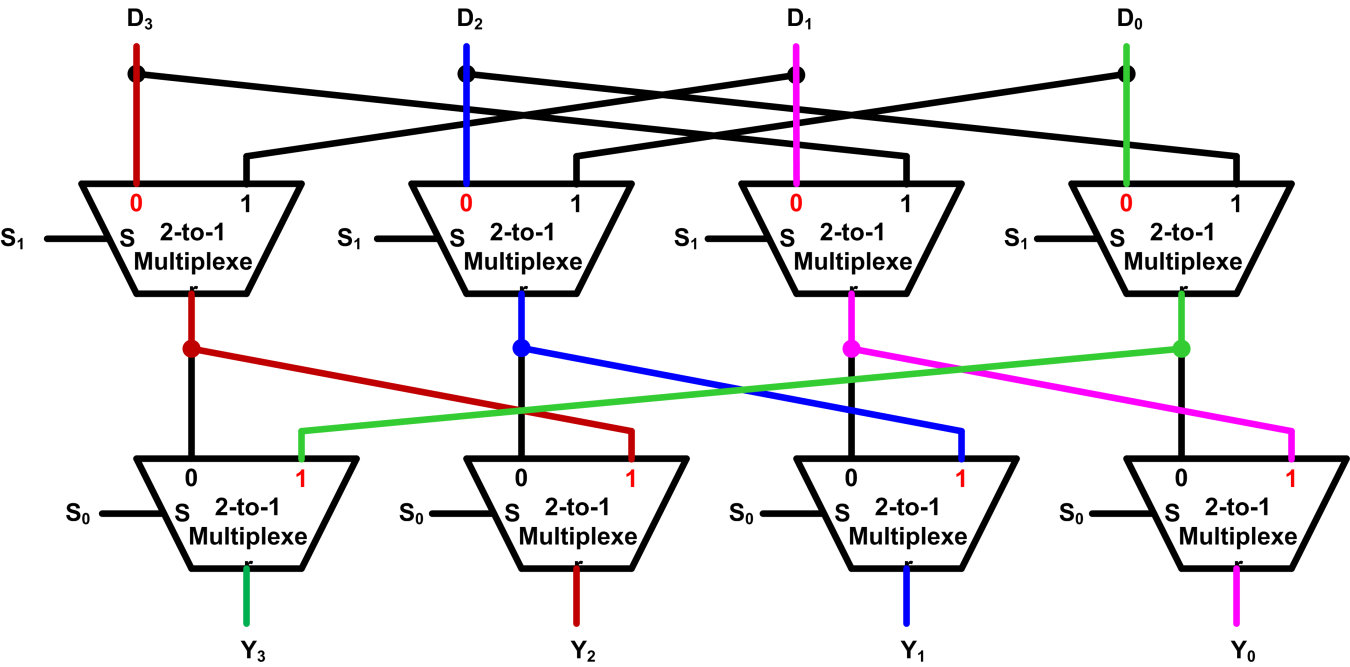 D3 D2 D1 D0
0 1 0 1 0 1 0 1
S1 S 2-to-1 S1 S 2-to-1 S1 S 2-to-1 S1 S 2-to-1
Multiplexe Multiplexe Multiplexe Multiplexe
r r r r
0 1 0 1 0 1 0 1
S0 S 2-to-1 S0 S 2-to-1 S0 S 2-to-1 S0 S 2-to-1
Multiplexe Multiplexe Multiplexe Multiplexe
r r r r
Y3 Y2 Y1 Y0